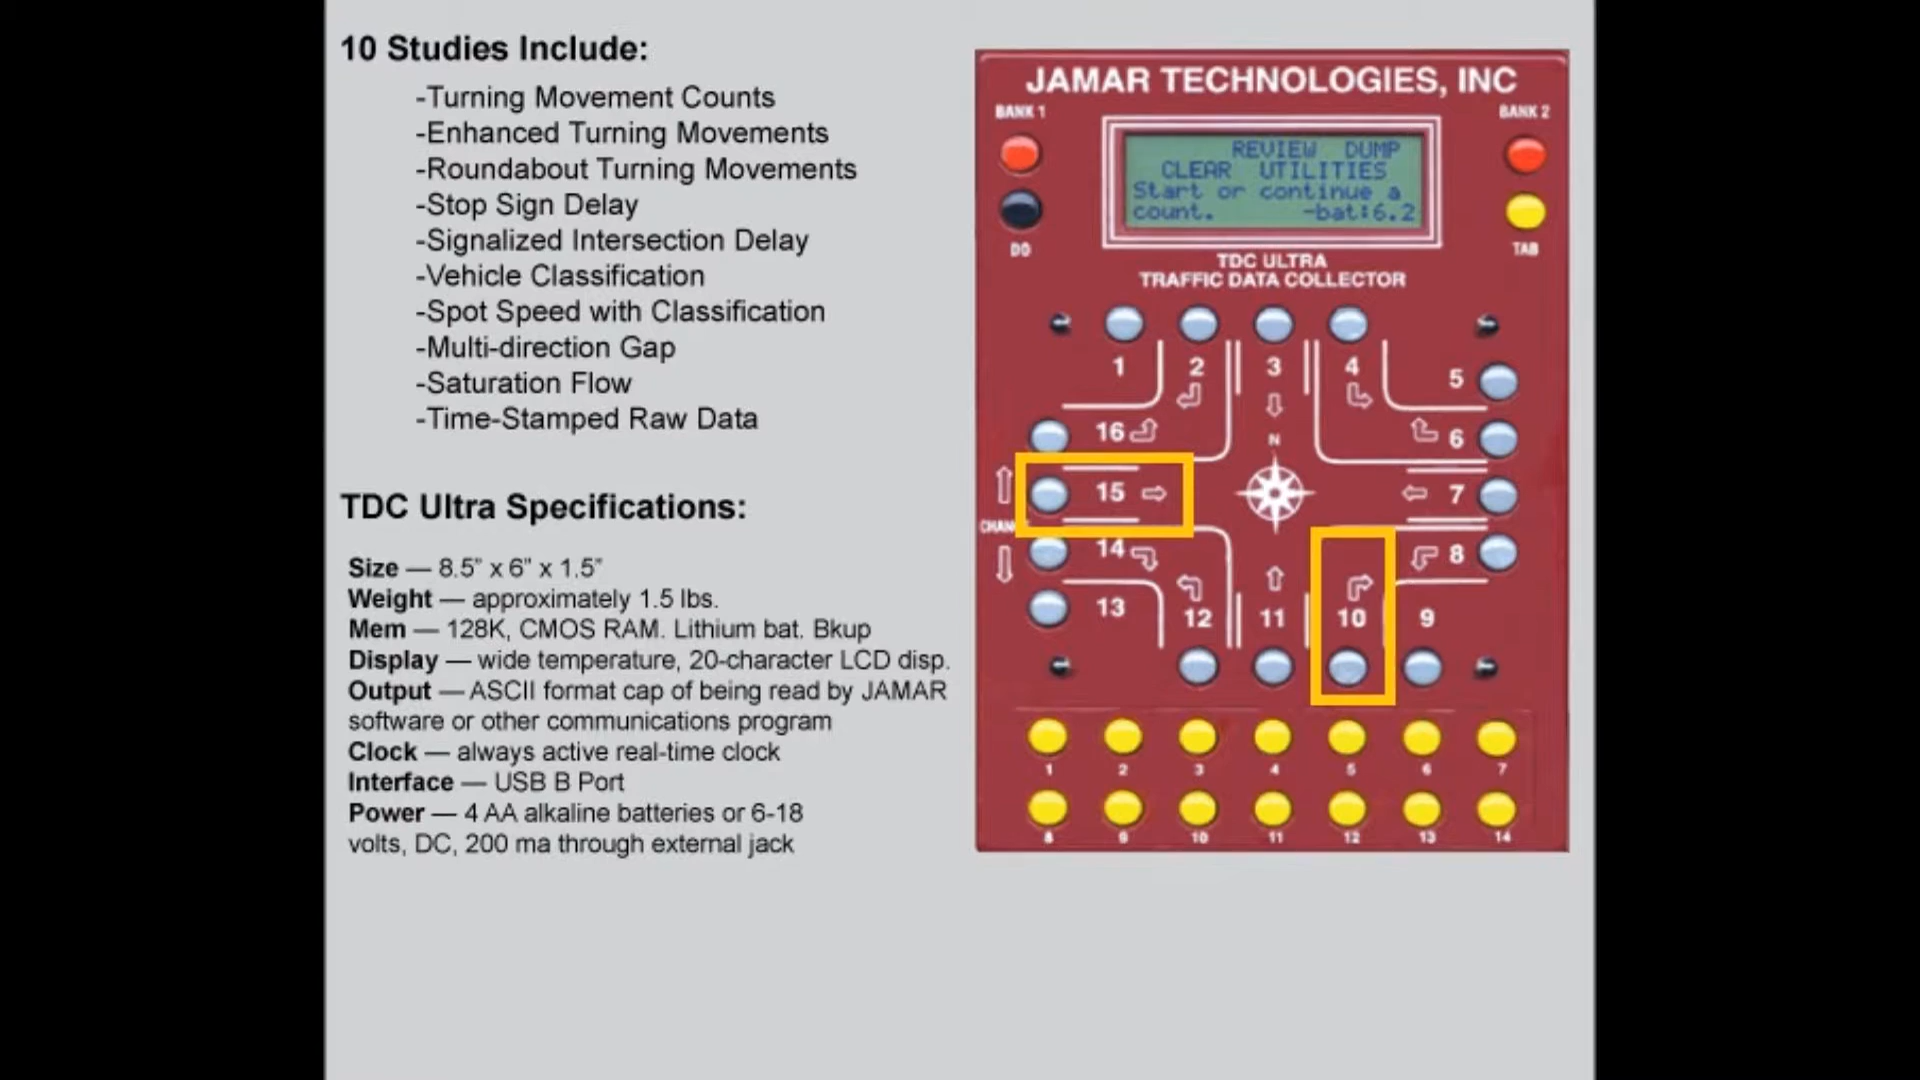 10 Studies Include:
-Turning Movement Counts
-Enhanced Turning Movements
-Roundabout Turning Movements
-Stop Sign Delay
-Signalized Intersection Delay
-Vehicle Classification
-Spot Speed with Classification
-Multi-direction Gap
-Saturation Flow
-Time-Stamped Raw Data
TDC Ultra Specifications:
Size — 8.5” x 6” x 1.5”
Weight — approximately 1.5 lbs.
Mem — 128K, CMOS RAM. Lithium bat. Bkup
Display — wide temperature, 20-character LCD disp.
Output — ASCII format cap of being read by JAMAR
software or other communications program
Clock — always active real-time clock
Interface — USB B Port
Power — 4 AA alkaline batteries or 6-18
volts, DC, 200 ma through external jack
JAMAR TECHNOLOGIES, INC
BANK 1
BANK 2
REVIEW DUMP
CLEAR UTILITIES
Start or continue a
count. -bat:6.2
DO
TAB
TDC ULTRA
TRAFFIC DATA COLLECTOR
1 2 3 4
5
16 6
N
15 7
14 8
13
12 11 10 9
1 2 3 4 5 6 7
8 9 10 11 12 13 14